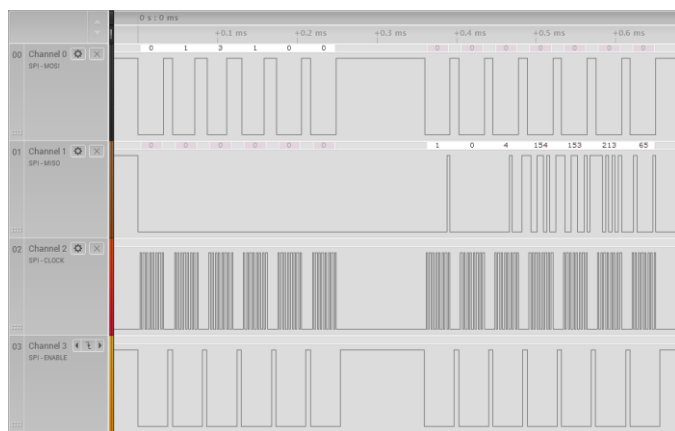 0 s : 0 ms
+0.1 ms +0.2 ms +0.3 ms +0.4 ms +0.5 ms +0.6 ms
00 Channel 0
SPI - MOSI
0 1 3 1 0 0 0 0 0 0 0 0 0
01 Channel 1
SPI - MISO
0 0 0 0 0 0 1 0 4 154 153 213 65
02 Channel 2
SPI - CLOCK
03 Channel 3
SPI - ENABLE